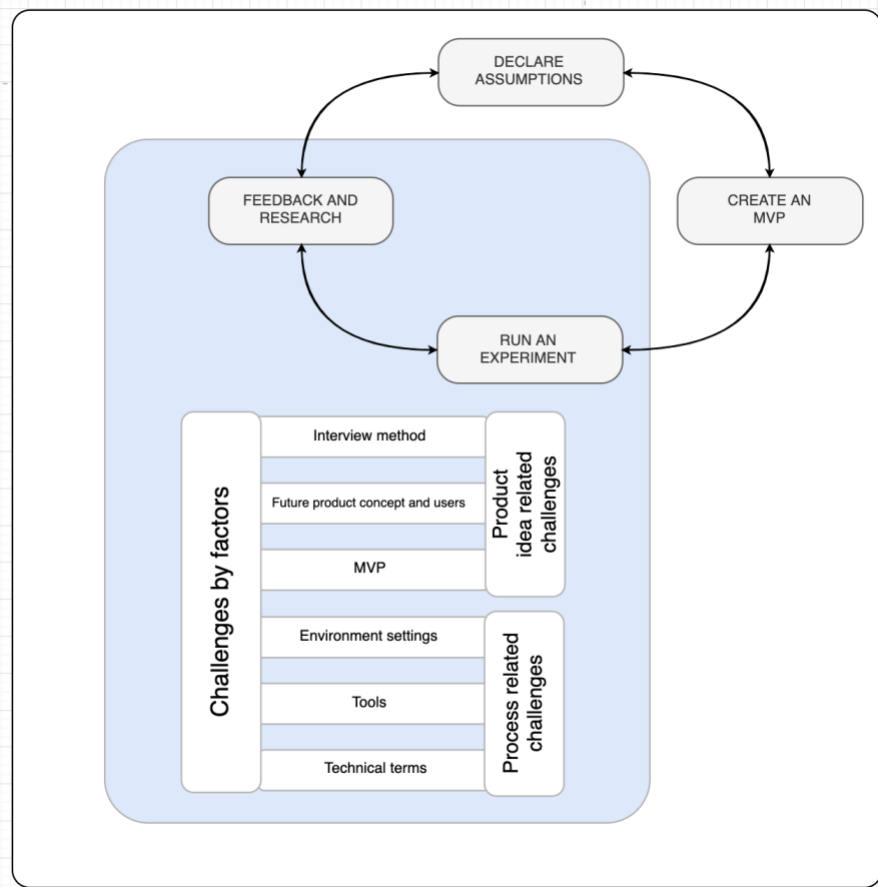 DECLARE
ASSUMPTIONS
FEEDBACK AND
RESEARCH
CREATE AN
MVP
RUN AN
EXPERIMENT
Challenges by factors
Interview method
Future product concept and users
MVP
Product
idea related
challenges
Environment settings
Tools
Technical terms
Process related
challenges